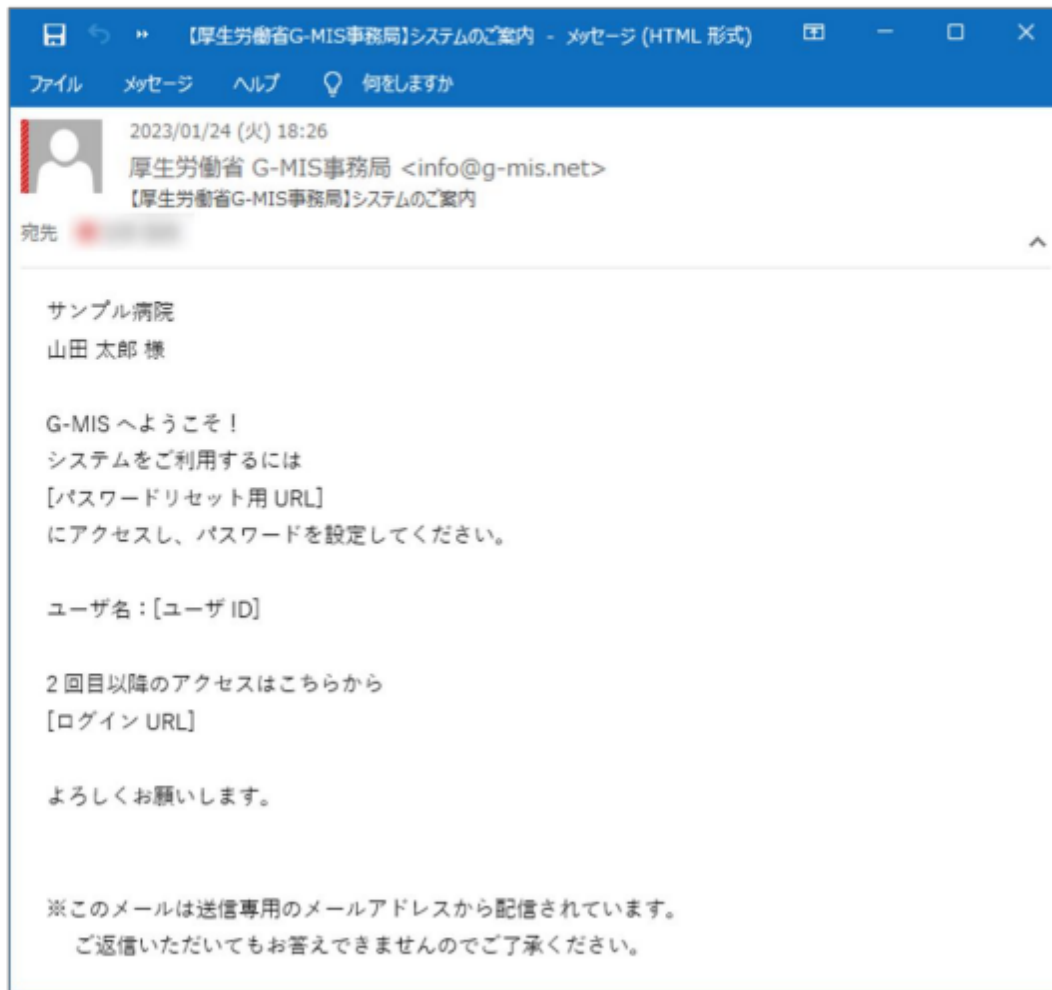 【厚生労働省G-MIS事務局】システムのご案内 - メッセージ (HTML 形式)
ファイル メッセージ ヘルプ 何をしますか
2023/01/24 (火) 18:26
厚生労働省 G-MIS事務局 <info@g-mis.net>
【厚生労働省G-MIS事務局】システムのご案内
宛先
サンプル病院
山田 太郎 様
G-MIS へようこそ！
システムをご利用するには
[パスワードリセット用 URL]
にアクセスし、パスワードを設定してください。
ユーザ名：[ユーザ ID]
2 回目以降のアクセスはこちらから
[ログイン URL]
よろしくお願いします。
※このメールは送信専用のメールアドレスから配信されています。
ご返信いただいてもお答えできませんのでご了承ください。